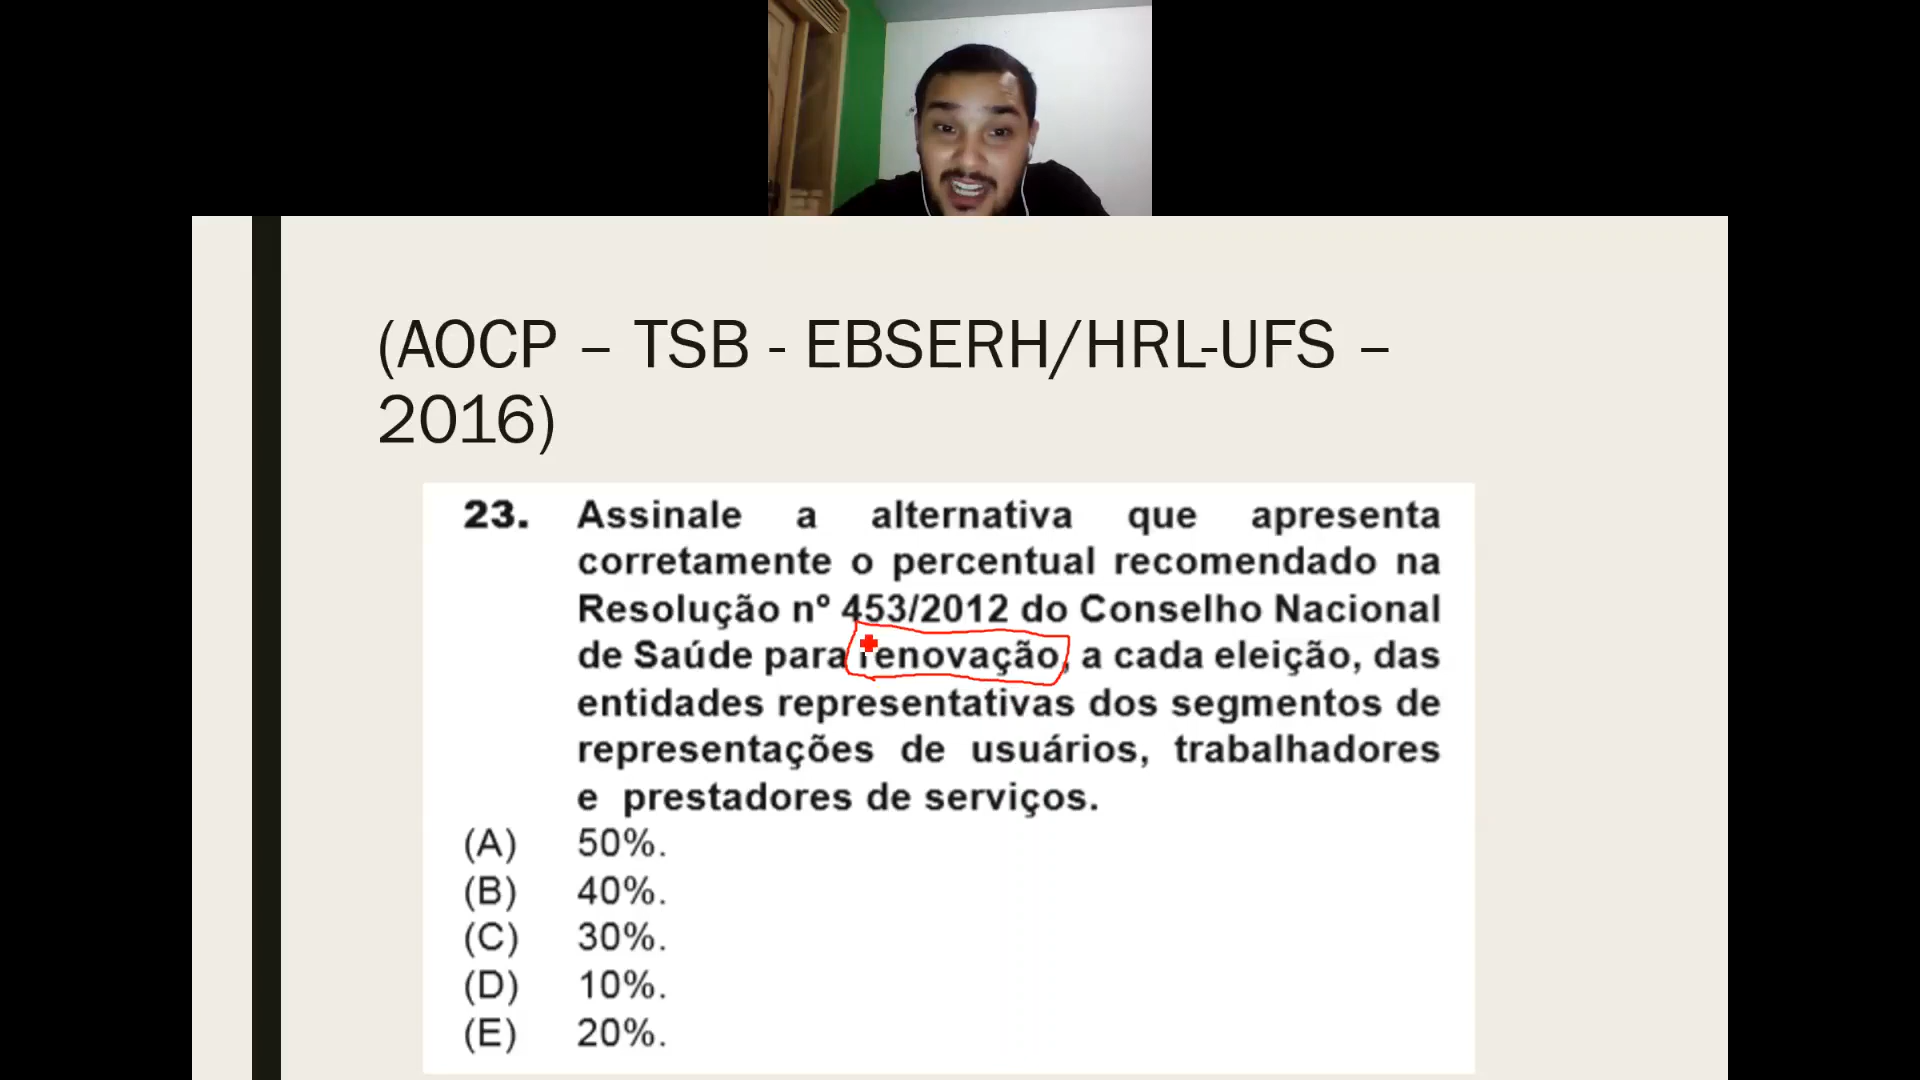 (AOCP – TSB - EBSERH/HRL-UFS –
2016)
23. Assinale a alternativa que apresenta
corretamente o percentual recomendado na
Resolução nº 453/2012 do Conselho Nacional
de Saúde para renovação, a cada eleição, das
entidades representativas dos segmentos de
representações de usuários, trabalhadores
e prestadores de serviços.
(A) 50%.
(B) 40%.
(C) 30%.
(D) 10%.
(E) 20%.